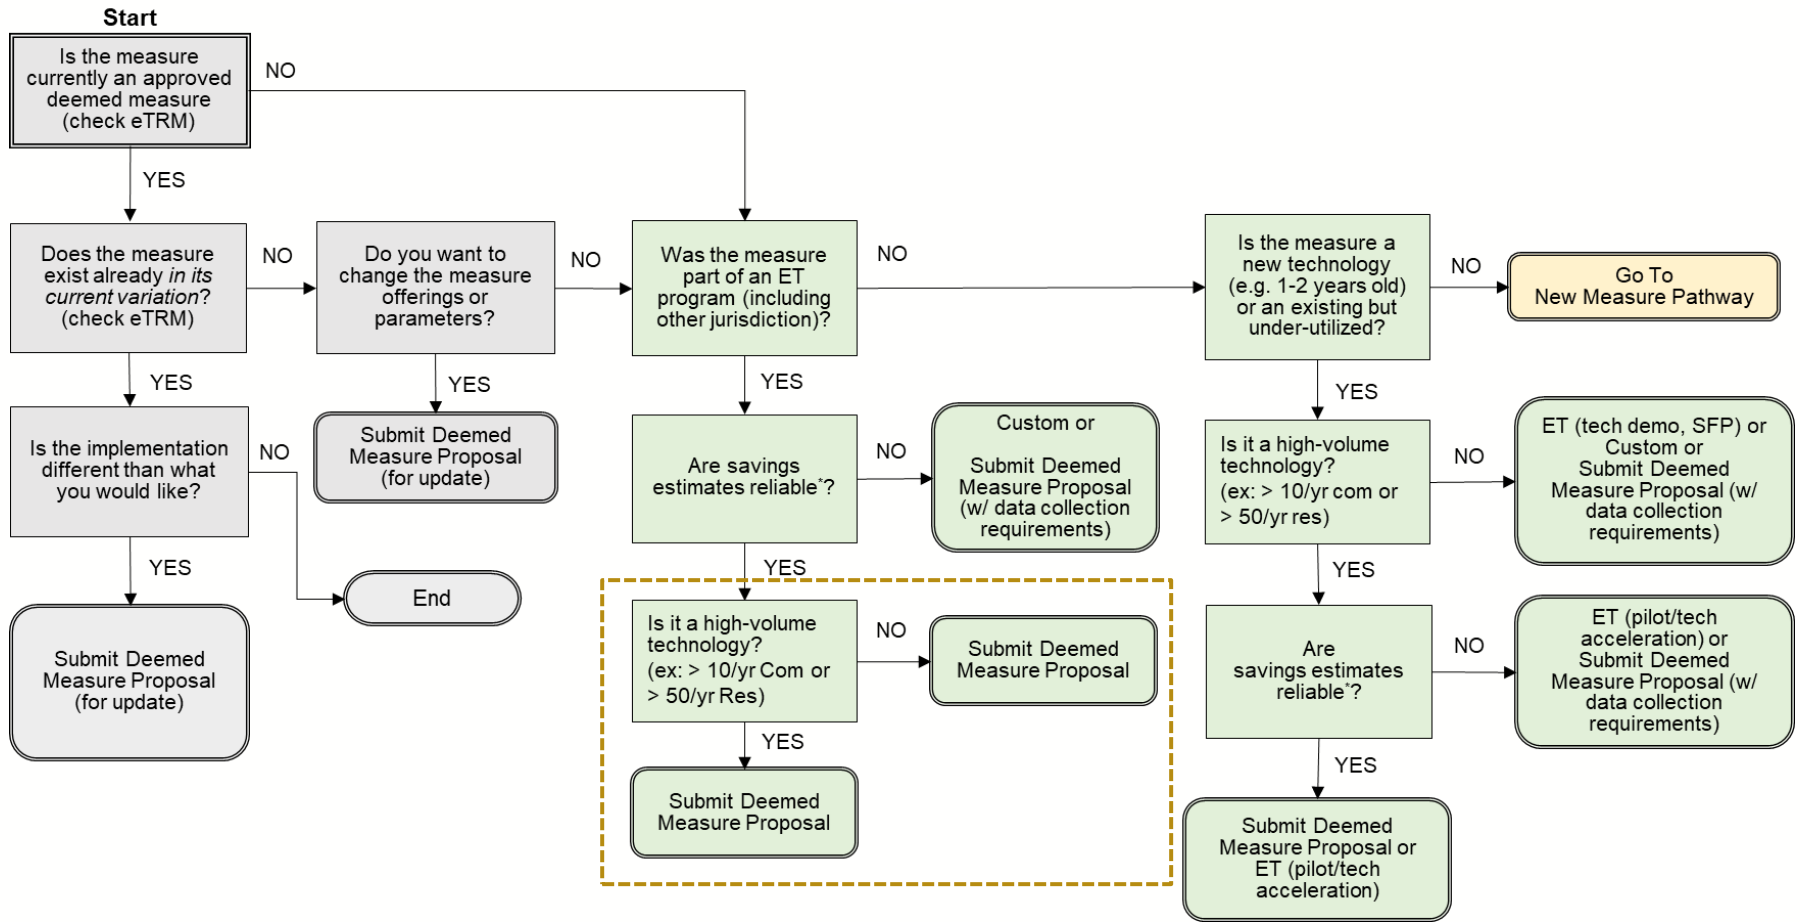 Start
Is the measure
currently an approved
deemed measure
(check eTRM)
NO
YES
Does the measure
exist already in its
current variation?
(check eTRM)
NO
Do you want to
change the measure
offerings or
parameters?
NO
Was the measure
part of an ET
program (including
other jurisdiction)?
NO
Is the measure a
new technology
(e.g. 1-2 years old)
or an existing but
under-utilized?
NO
Go To
New Measure Pathway
YES
YES
YES
YES
Is the implementation
different than what
you would like?
NO
Submit Deemed
Measure Proposal
(for update)
Are savings
estimates reliable*?
NO
Custom or
Submit Deemed
Measure Proposal
(w/ data collection
requirements)
Is it a high-volume
technology?
(ex: > 10/yr com or
> 50/yr res)
NO
ET (tech demo, SFP) or
Custom or
Submit Deemed
Measure Proposal (w/
data collection
requirements)
YES
YES
YES
End
Submit Deemed
Measure Proposal
(for update)
Is it a high-volume
technology?
(ex: > 10/yr Com or
> 50/yr Res)
NO
Submit Deemed
Measure Proposal
Are
savings estimates
reliable*?
NO
ET (pilot/tech
acceleration) or
Submit Deemed
Measure Proposal (w/
data collection
requirements)
YES
YES
Submit Deemed
Measure Proposal
Submit Deemed
Measure Proposal or
ET (pilot/tech
acceleration)